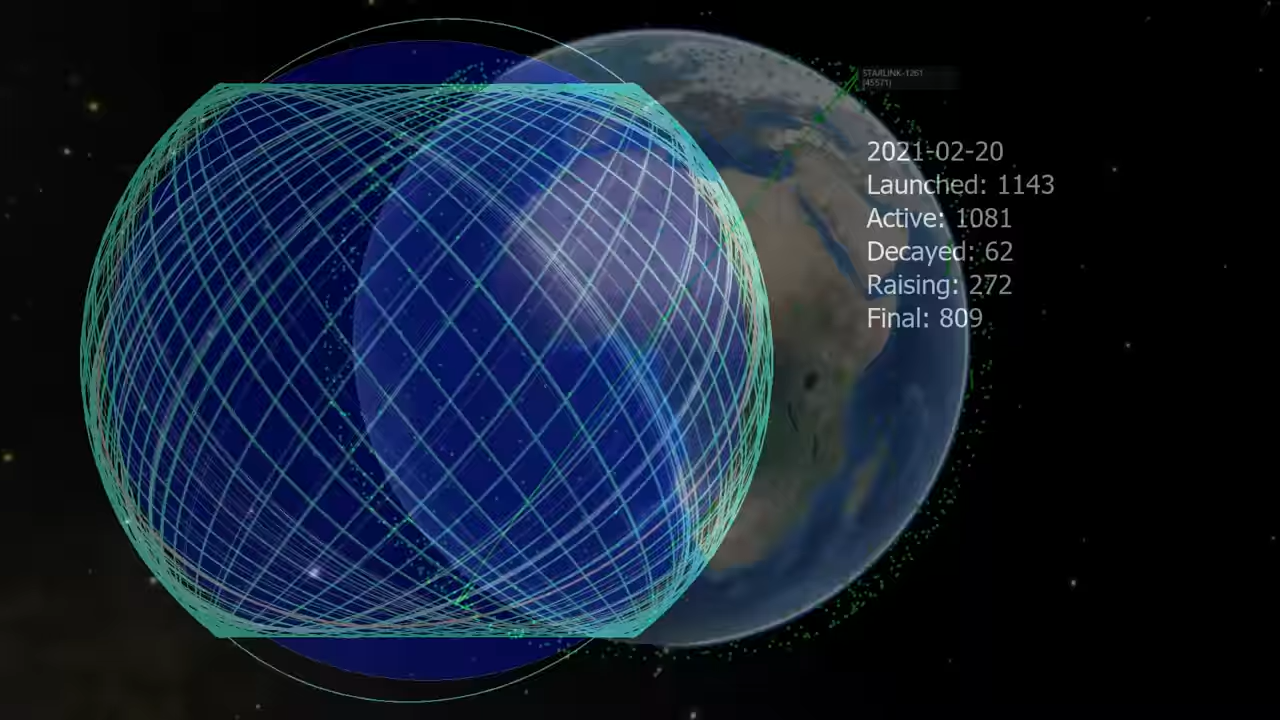 STARLINK-1261
(45571)
2021-02-20
Launched: 1143
Active: 1081
Decayed: 62
Raising: 272
Final: 809